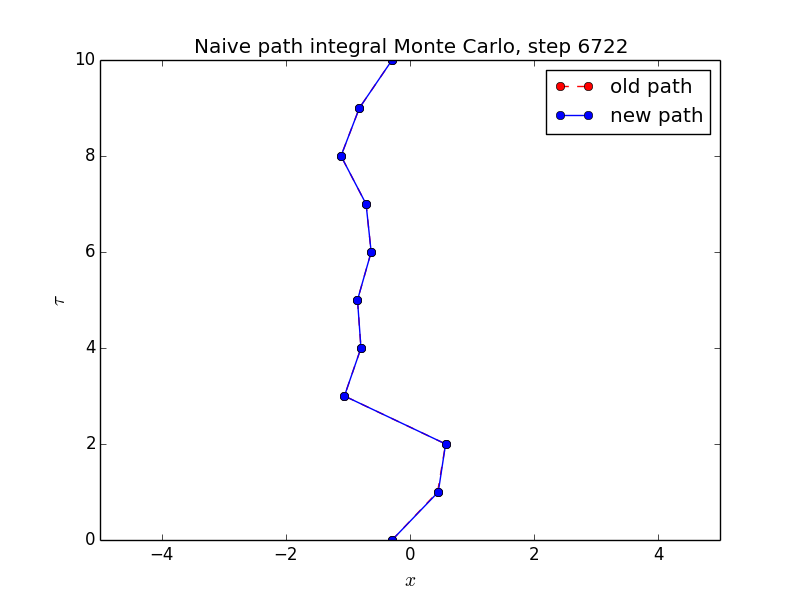 Naive path integral Monte Carlo, step 6722
old path
new path
10
8
6
4
2
0
τ
−4 −2 0 2 4
x